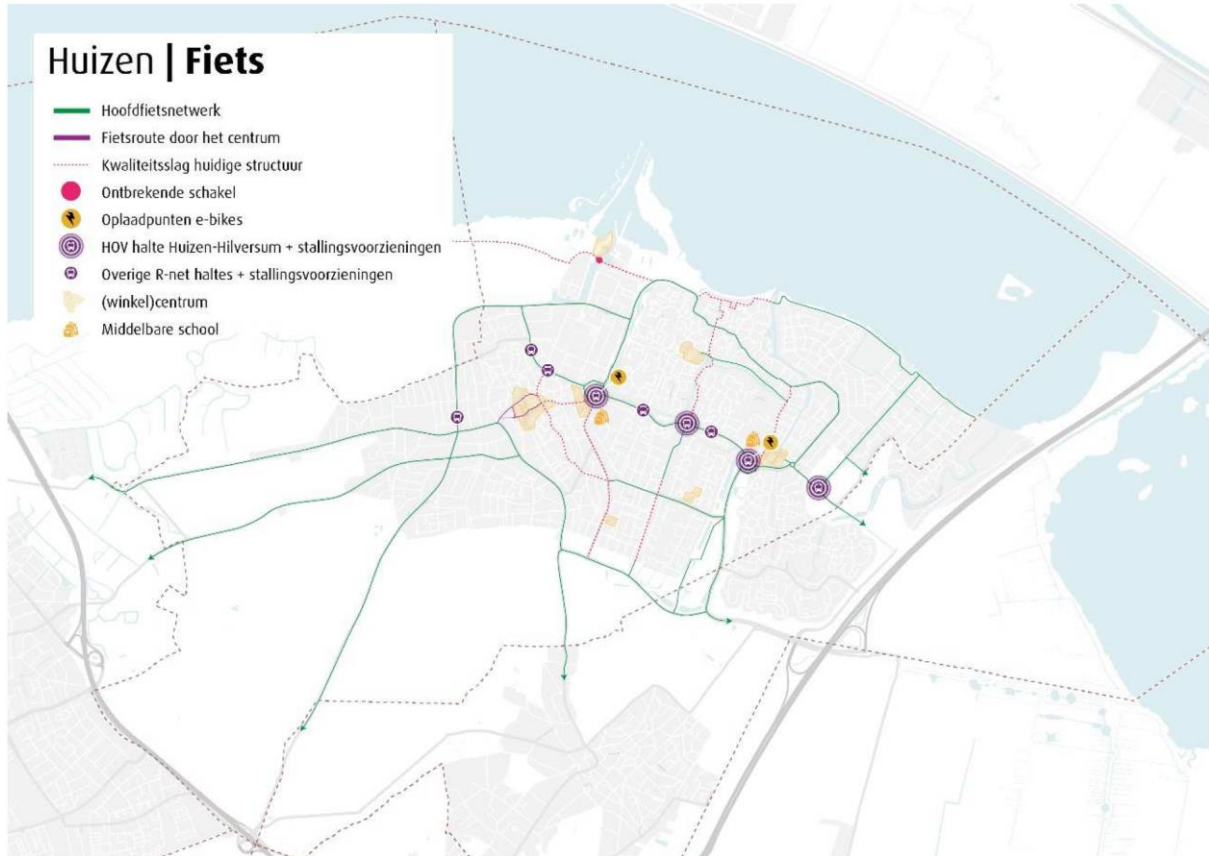 Huizen | Fiets
Hoofdfietsnetwerk
Fietsroute door het centrum
Kwaliteitsslag huidige structuur
Ontbrekende schakel
Oplaadpunten e-bikes
HOV halte Huizen-Hilversum + stallingsvoorzieningen
Overige R-net haltes + stallingsvoorzieningen
(winkel)centrum
Middelbare school